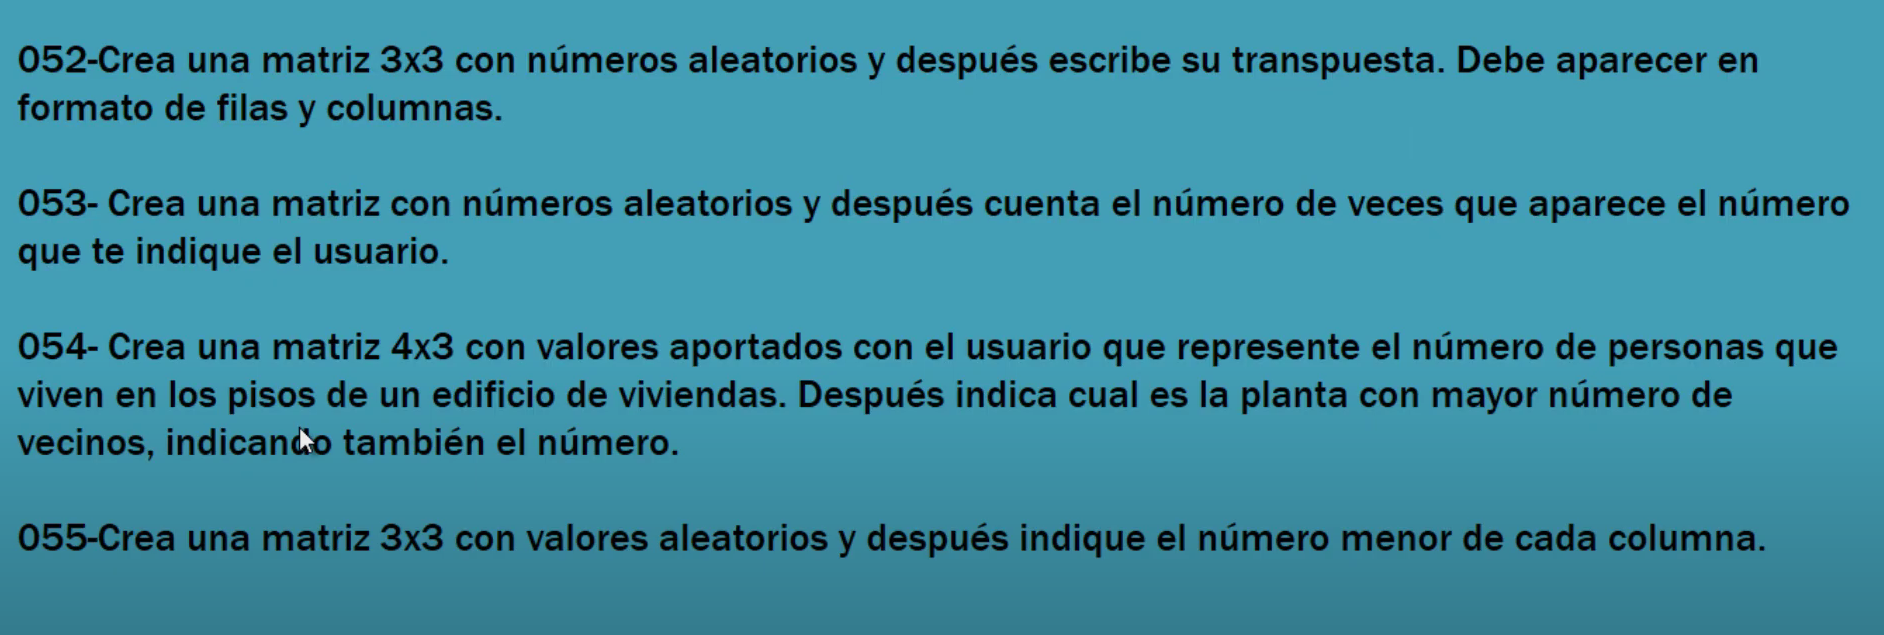 052-Crea una matriz 3x3 con números aleatorios y después escribe su transpuesta. Debe aparecer en
formato de filas y columnas.
053- Crea una matriz con números aleatorios y después cuenta el número de veces que aparece el número
que te indique el usuario.
054- Crea una matriz 4x3 con valores aportados con el usuario que represente el número de personas que
viven en los pisos de un edificio de viviendas. Después indica cual es la planta con mayor número de
vecinos, indicando también el número.
055-Crea una matriz 3x3 con valores aleatorios y después indique el número menor de cada columna.